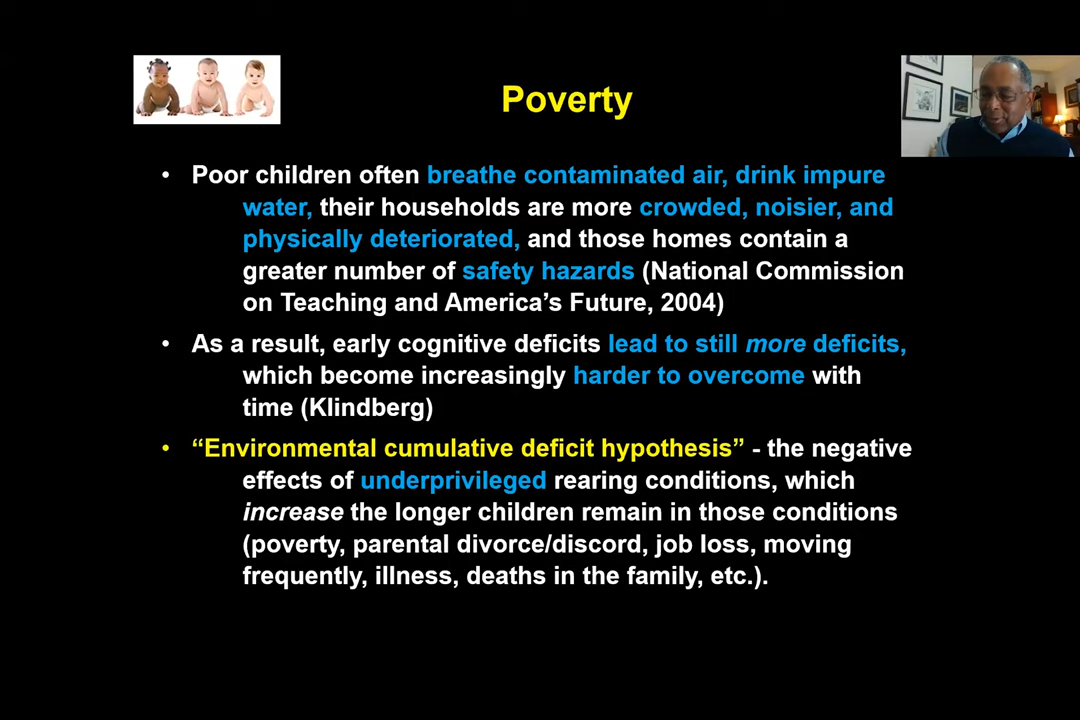 Poverty
• Poor children often breathe contaminated air, drink impure
water, their households are more crowded, noisier, and
physically deteriorated, and those homes contain a
greater number of safety hazards (National Commission
on Teaching and America's Future, 2004)
• As a result, early cognitive deficits lead to still more deficits,
which become increasingly harder to overcome with
time (Klindberg)
• “Environmental cumulative deficit hypothesis” - the negative
effects of underprivileged rearing conditions, which
increase the longer children remain in those conditions
(poverty, parental divorce/discord, job loss, moving
frequently, illness, deaths in the family, etc.).